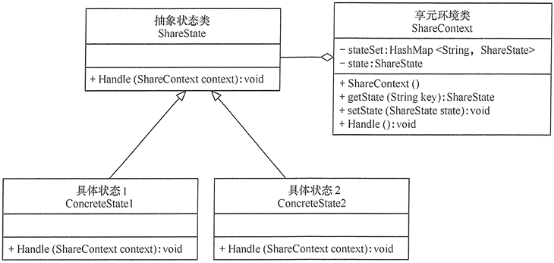 抽象状态类
ShareState
+ Handle (ShareContext context): void
享元环境类
ShareContext
− stateSet: HashMap <String, ShareState>
− state: ShareState
+ ShareContext ()
+ getState (String key): ShareState
+ setState (ShareState state): void
+ Handle (): void
具体状态1
ConcreteState1
+ Handle (ShareContext context): void
具体状态2
ConcreteState2
+ Handle (ShareContext context): void